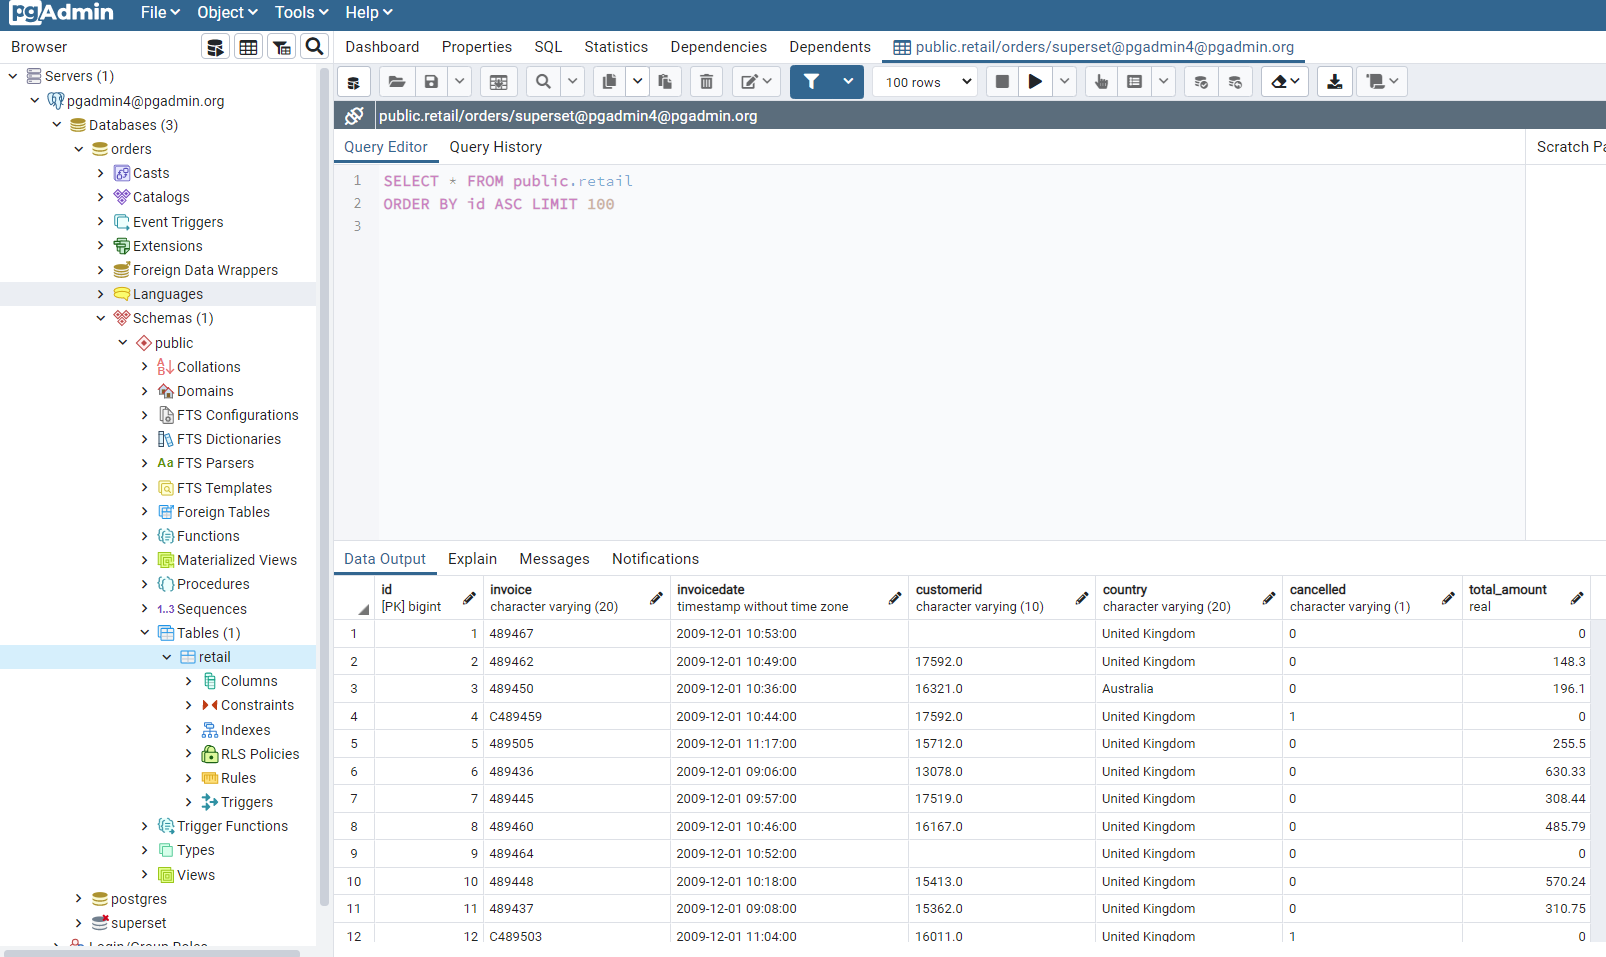 pgAdmin File Object Tools Help
Browser
Dashboard Properties SQL Statistics Dependencies Dependents public.retail/orders/superset@pgadmin4@pgadmin.org
100 rows
public.retail/orders/superset@pgadmin4@pgadmin.org
Query Editor Query History
Scratch Pa
1 SELECT * FROM public.retail
2 ORDER BY id ASC LIMIT 100
3
Servers (1)
pgadmin4@pgadmin.org
Databases (3)
orders
Casts
Catalogs
Event Triggers
Extensions
Foreign Data Wrappers
Languages
Schemas (1)
public
Collations
Domains
FTS Configurations
FTS Dictionaries
Aa FTS Parsers
FTS Templates
Foreign Tables
Functions
Materialized Views
Procedures
1..3 Sequences
Tables (1)
retail
Columns
Constraints
Indexes
RLS Policies
Rules
Triggers
Trigger Functions
Types
Views
postgres
superset
Login/Group Roles
Data Output Explain Messages Notifications
id invoice invoicedate customerid country cancelled total_amount
[PK] bigint character varying (20) timestamp without time zone character varying (10) character varying (20) character varying (1) real
1 1 489467 2009-12-01 10:53:00 United Kingdom 0 0
2 2 489462 2009-12-01 10:49:00 17592.0 United Kingdom 0 148.3
3 3 489450 2009-12-01 10:36:00 16321.0 Australia 0 196.1
4 4 C489459 2009-12-01 10:44:00 17592.0 United Kingdom 1 0
5 5 489505 2009-12-01 11:17:00 15712.0 United Kingdom 0 255.5
6 6 489436 2009-12-01 09:06:00 13078.0 United Kingdom 0 630.33
7 7 489445 2009-12-01 09:57:00 17519.0 United Kingdom 0 308.44
8 8 489460 2009-12-01 10:46:00 16167.0 United Kingdom 0 485.79
9 9 489464 2009-12-01 10:52:00 United Kingdom 0 0
10 10 489448 2009-12-01 10:18:00 15413.0 United Kingdom 0 570.24
11 11 489437 2009-12-01 09:08:00 15362.0 United Kingdom 0 310.75
12 12 C489503 2009-12-01 11:04:00 16011.0 United Kingdom 1 0